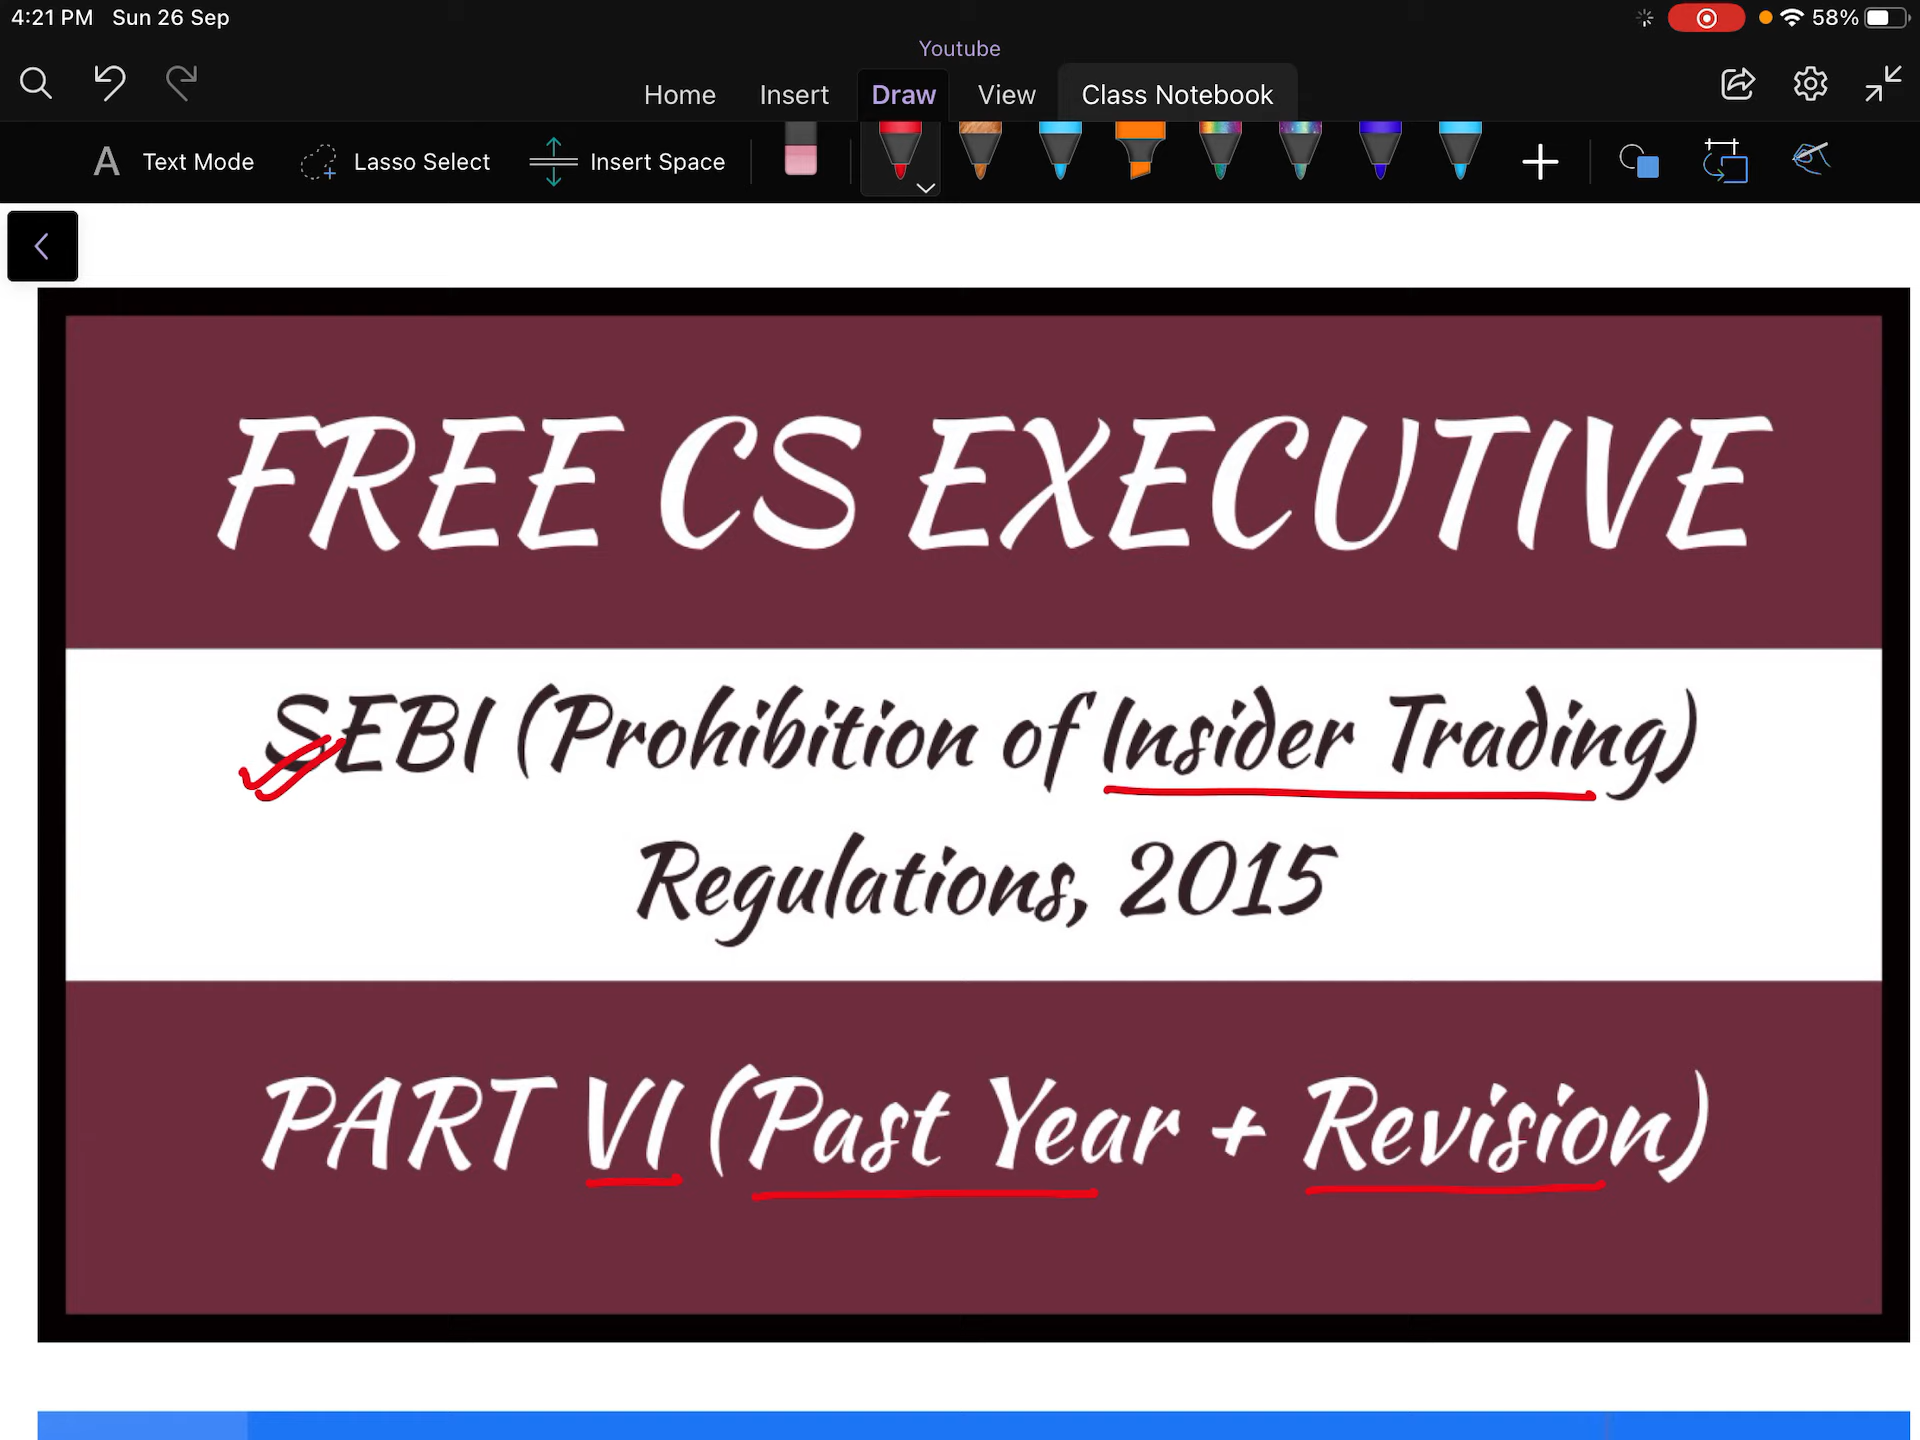 4:21 PM Sun 26 Sep
58%
Youtube
Home Insert Draw View Class Notebook
A Text Mode Lasso Select Insert Space
FREE CS EXECUTIVE
SEBI (Prohibition of Insider Trading)
Regulations, 2015
PART VI (Past Year + Revision)